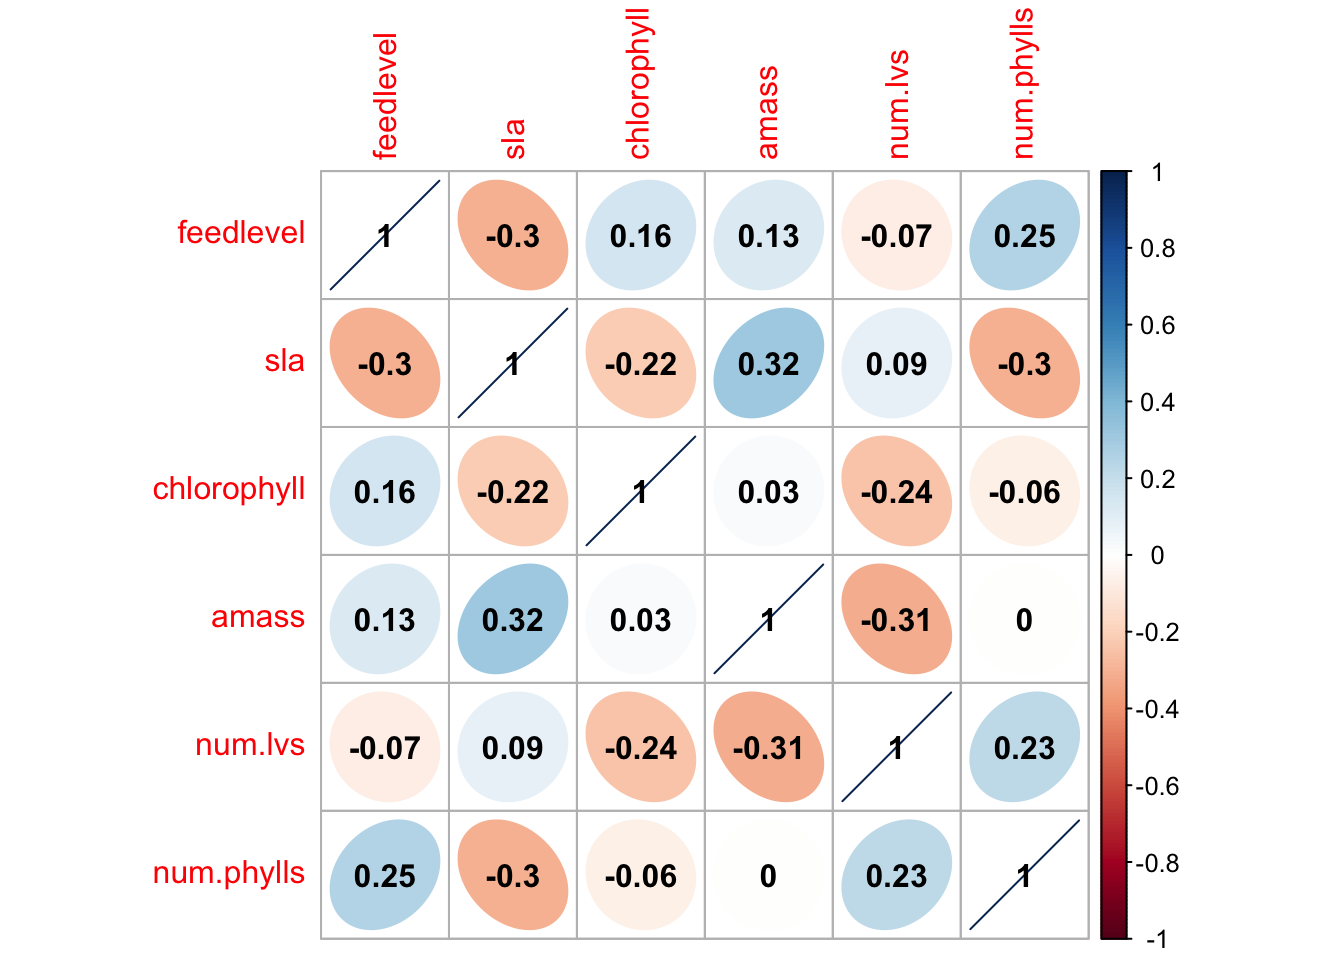 feedlevel sla chlorophyll amass num.lvs num.phylls
feedlevel 1 -0.3 0.16 0.13 -0.07 0.25
sla -0.3 1 -0.22 0.32 0.09 -0.3
chlorophyll 0.16 -0.22 1 0.03 -0.24 -0.06
amass 0.13 0.32 0.03 1 -0.31 0
num.lvs -0.07 0.09 -0.24 -0.31 1 0.23
num.phylls 0.25 -0.3 -0.06 0 0.23 1
1
0.8
0.6
0.4
0.2
0
-0.2
-0.4
-0.6
-0.8
-1